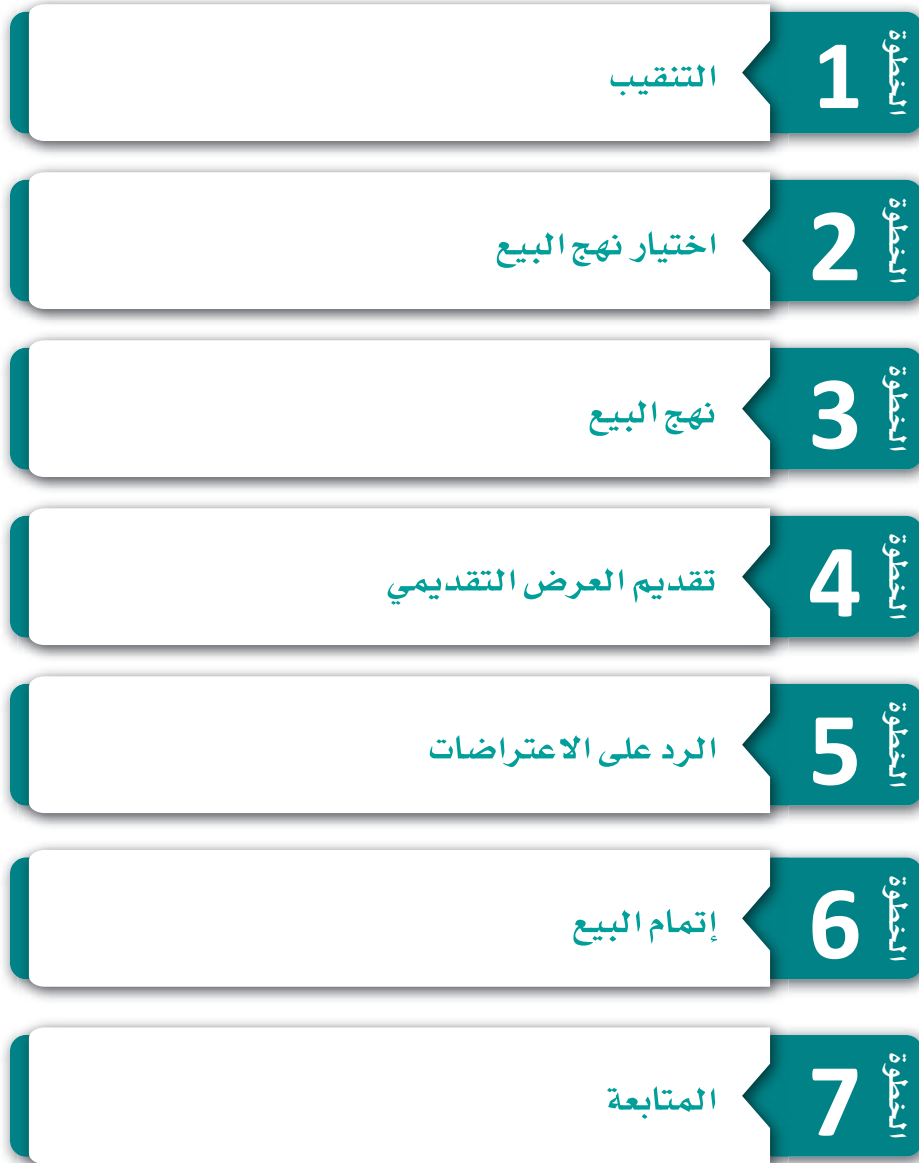 الخطوة 1 التنقيب
الخطوة 2 اختيار نهج البيع
الخطوة 3 نهج البيع
الخطوة 4 تقديم العرض التقديمي
الخطوة 5 الرد على الاعتراضات
الخطوة 6 إتمام البيع
الخطوة 7 المتابعة